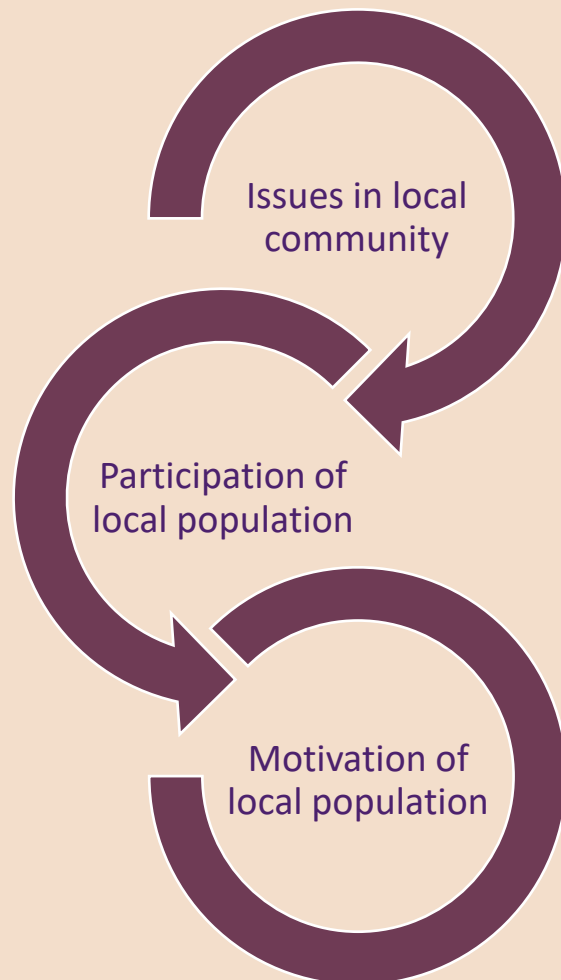 Issues in local
community
Participation of
local population
Motivation of
local population